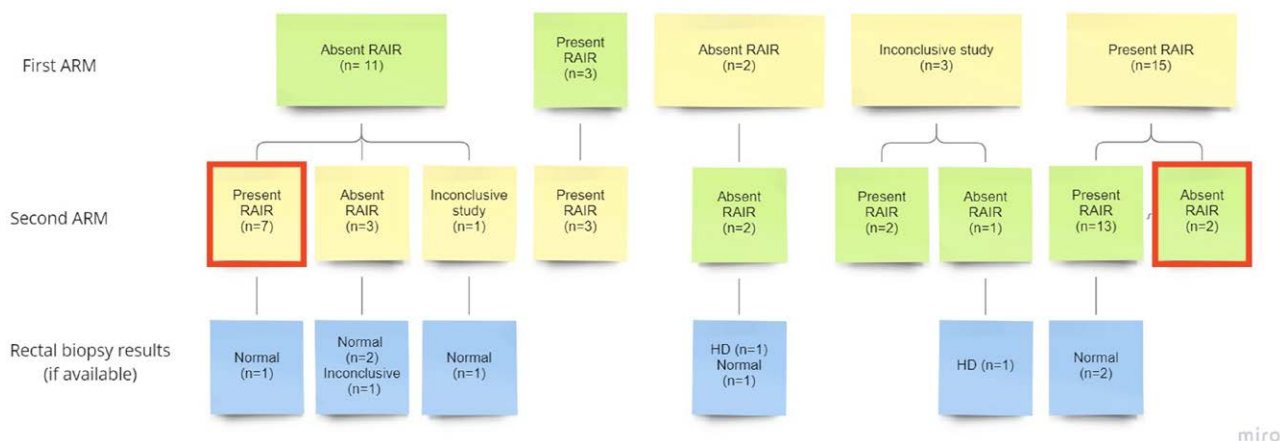 First ARM
Absent RAIR
(n= 11)
Present
RAIR
(n=3)
Absent RAIR
(n=2)
Inconclusive study
(n=3)
Present RAIR
(n=15)
Second ARM
Present
RAIR
(n=7)
Absent
RAIR
(n=3)
Inconclusive
study
(n=1)
Present
RAIR
(n=3)
Absent
RAIR
(n=2)
Present
RAIR
(n=2)
Absent
RAIR
(n=1)
Present
RAIR
(n=13)
Absent
RAIR
(n=2)
Rectal biopsy results
(if available)
Normal
(n=1)
Normal
(n=2)
Inconclusive
(n=1)
Normal
(n=1)
HD (n=1)
Normal
(n=1)
HD (n=1)
Normal
(n=2)
miro